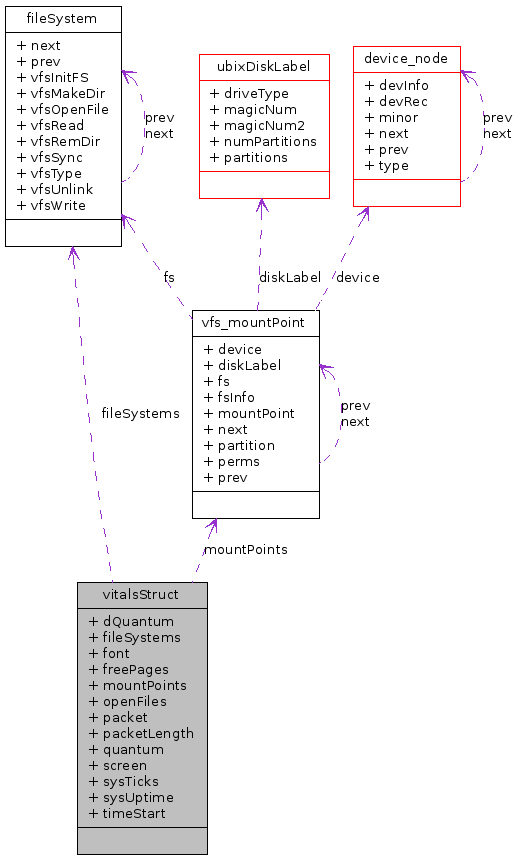 fileSystem
+ next
+ prev
+ vfsInitFS
+ vfsMakeDir
+ vfsOpenFile
+ vfsRead
+ vfsRemDir
+ vfsSync
+ vfsType
+ vfsUnlink
+ vfsWrite
prev
next
ubixDiskLabel
+ driveType
+ magicNum
+ magicNum2
+ numPartitions
+ partitions
device_node
+ devInfo
+ devRec
+ minor
+ next
+ prev
+ type
prev
next
fs
diskLabel
device
vfs_mountPoint
+ device
+ diskLabel
+ fs
+ fsInfo
+ mountPoint
+ next
+ partition
+ perms
+ prev
prev
next
fileSystems
mountPoints
vitalsStruct
+ dQuantum
+ fileSystems
+ font
+ freePages
+ mountPoints
+ openFiles
+ packet
+ packetLength
+ quantum
+ screen
+ sysTicks
+ sysUptime
+ timeStart